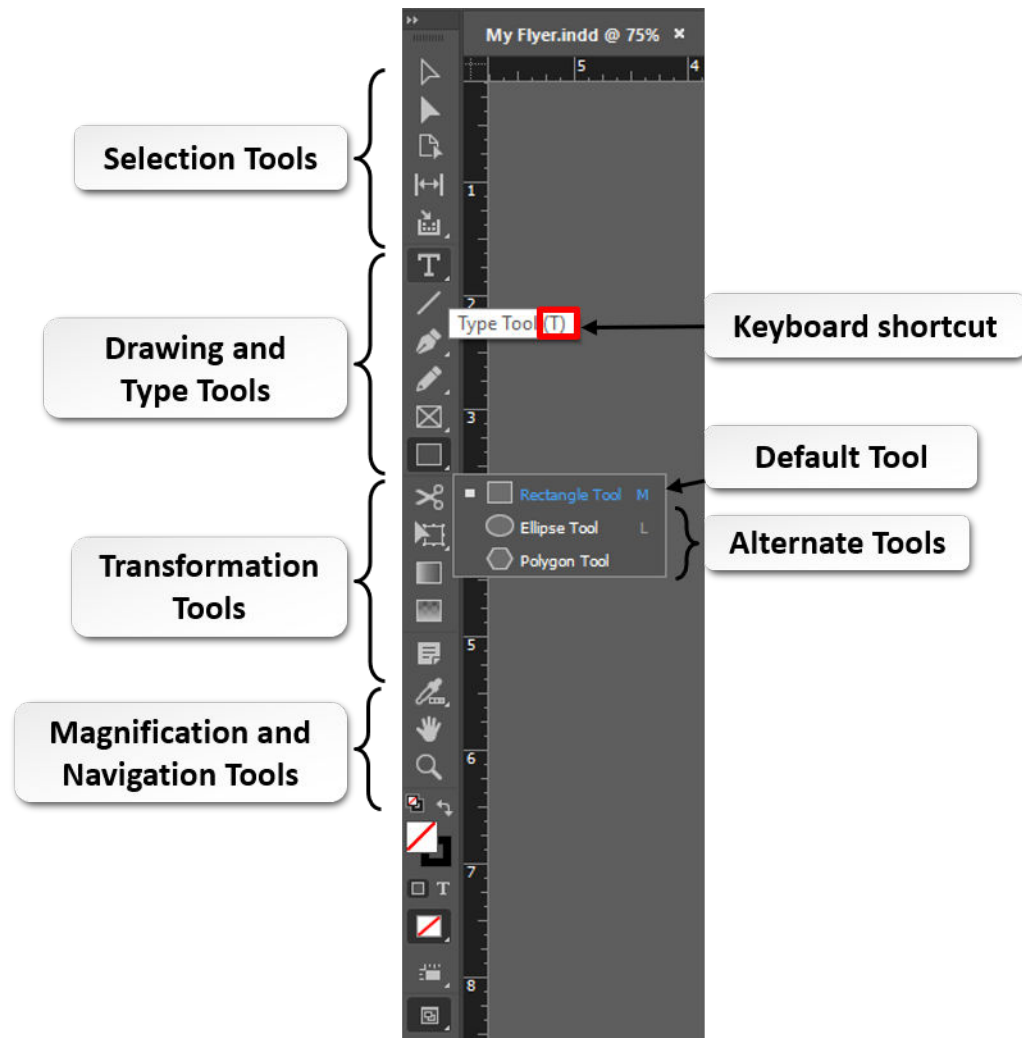 My Flyer.indd @ 75% ×
5 4
Selection Tools
1
T
2
Type Tool (T)
Keyboard shortcut
Drawing and
Type Tools
3
Default Tool
Rectangle Tool M
Ellipse Tool L
Polygon Tool
Alternate Tools
Transformation
Tools
5
Magnification and
Navigation Tools
6
7
T
8